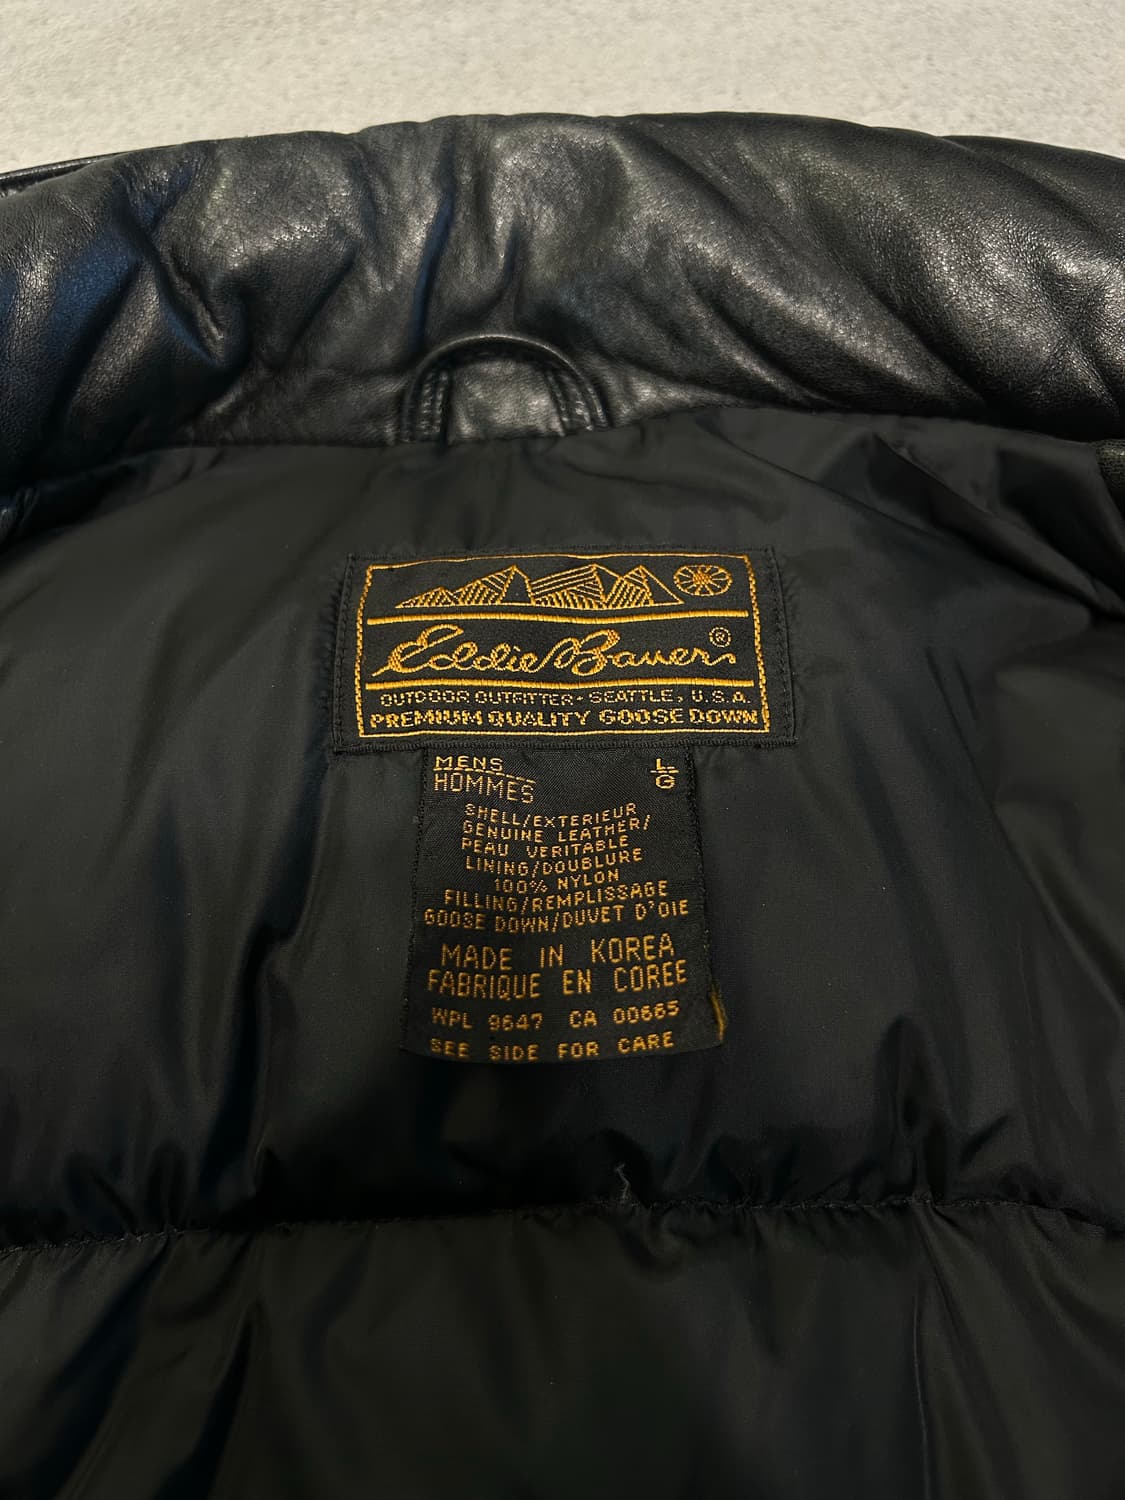 Eddie Bauer®
OUTDOOR OUTFITTER · SEATTLE, U.S.A.
PREMIUM QUALITY GOOSE DOWN
MENS L
HOMMES G
SHELL/EXTERIEUR
GENUINE LEATHER/
PEAU VERITABLE
LINING/DOUBLURE
100% NYLON
FILLING/REMPLISSAGE
GOOSE DOWN/DUVET D'OIE
MADE IN KOREA
FABRIQUE EN COREE
WPL 9647 CA 00665
SEE SIDE FOR CARE